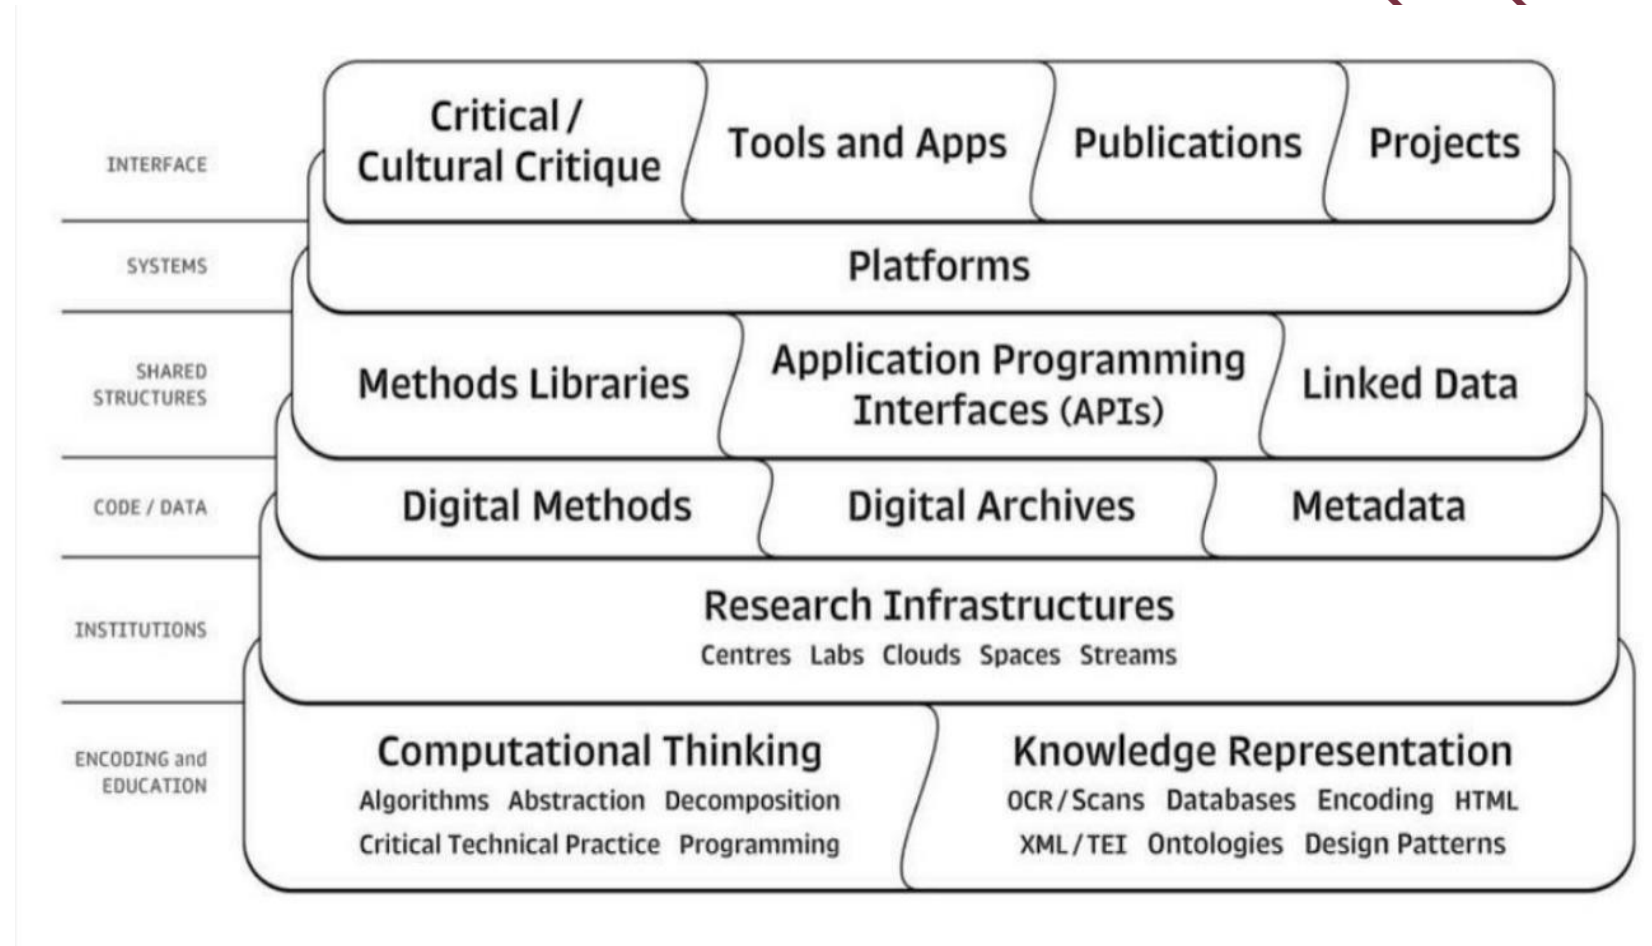 INTERFACE
Critical /
Cultural Critique
Tools and Apps
Publications
Projects
SYSTEMS
Platforms
SHARED
STRUCTURES
Methods Libraries
Application Programming
Interfaces (APIs)
Linked Data
CODE / DATA
Digital Methods
Digital Archives
Metadata
INSTITUTIONS
Research Infrastructures
Centres Labs Clouds Spaces Streams
ENCODING and
EDUCATION
Computational Thinking
Algorithms Abstraction Decomposition
Critical Technical Practice Programming
Knowledge Representation
OCR/Scans Databases Encoding HTML
XML/TEI Ontologies Design Patterns